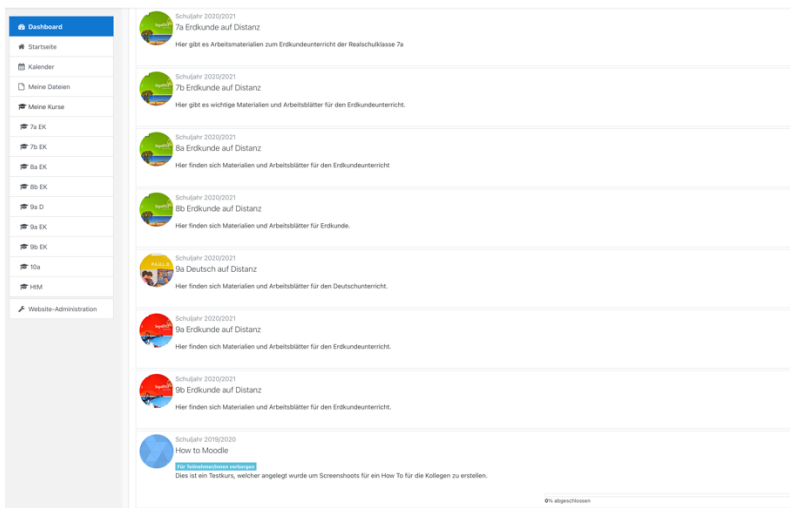 Dashboard
Startseite
Kalender
Meine Dateien
Meine Kurse
7a EK
7b EK
8a EK
8b EK
9a D
9a EK
9b EK
10a
HtM
Website-Administration
Schuljahr 2020/2021
7a Erdkunde auf Distanz
Hier gibt es Arbeitsmaterialien zum Erdkundeunterricht der Realschulklasse 7a
Schuljahr 2020/2021
7b Erdkunde auf Distanz
Hier gibt es wichtige Materialien und Arbeitsblätter für den Erdkundeunterricht.
Schuljahr 2020/2021
8a Erdkunde auf Distanz
Hier finden sich Materialien und Arbeitsblätter für den Erdkundeunterricht
Schuljahr 2020/2021
8b Erdkunde auf Distanz
Hier finden sich Materialien und Arbeitsblätter für Erdkunde.
Schuljahr 2020/2021
9a Deutsch auf Distanz
Hier finden sich Materialien und Arbeitsblätter für den Deutschunterricht.
Schuljahr 2020/2021
9a Erdkunde auf Distanz
Hier finden sich Materialien und Arbeitsblätter für den Erdkundeunterricht.
Schuljahr 2020/2021
9b Erdkunde auf Distanz
Hier finden sich Materialien und Arbeitsblätter für den Erdkundeunterricht.
Schuljahr 2019/2020
How to Moodle
Für Teilnehmer/innen verborgen
Dies ist ein Testkurs, welcher angelegt wurde um Screenshoots für ein How To für die Kollegen zu erstellen.
0% abgeschlossen